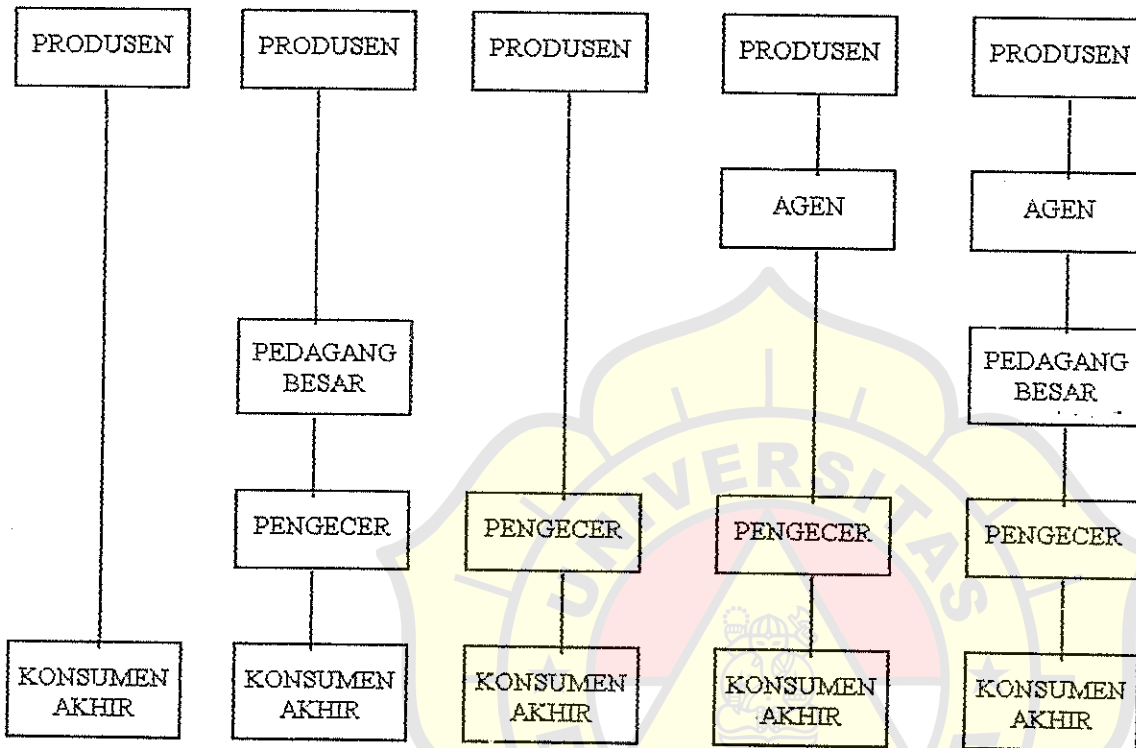 PRODUSEN
PRODUSEN
PRODUSEN
PRODUSEN
PRODUSEN
AGEN
AGEN
PEDAGANG
BESAR
PEDAGANG
BESAR
PENGECER
PENGECER
PENGECER
PENGECER
KONSUMEN
AKHIR
KONSUMEN
AKHIR
KONSUMEN
AKHIR
KONSUMEN
AKHIR
KONSUMEN
AKHIR
UNIVERSITAS